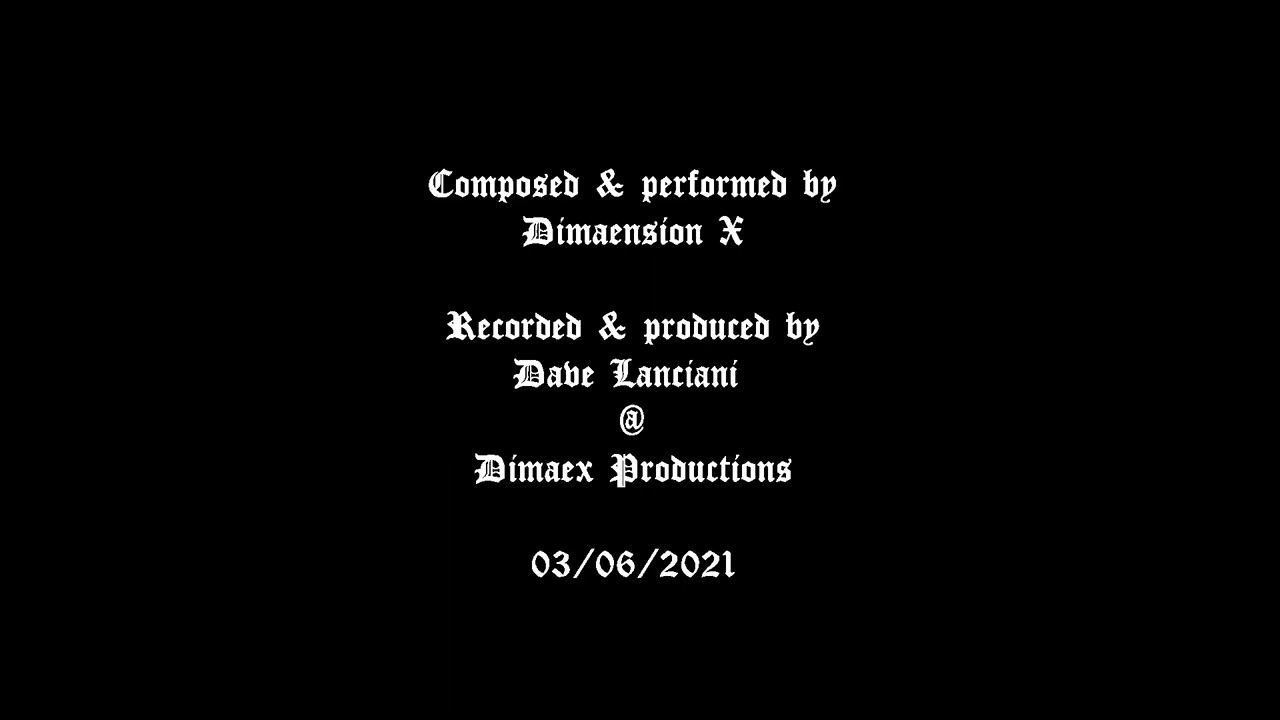 Composed & performed by
Dimaension X
Recorded & produced by
Dave Lanciani
@
Dimaex Productions
03/06/2021